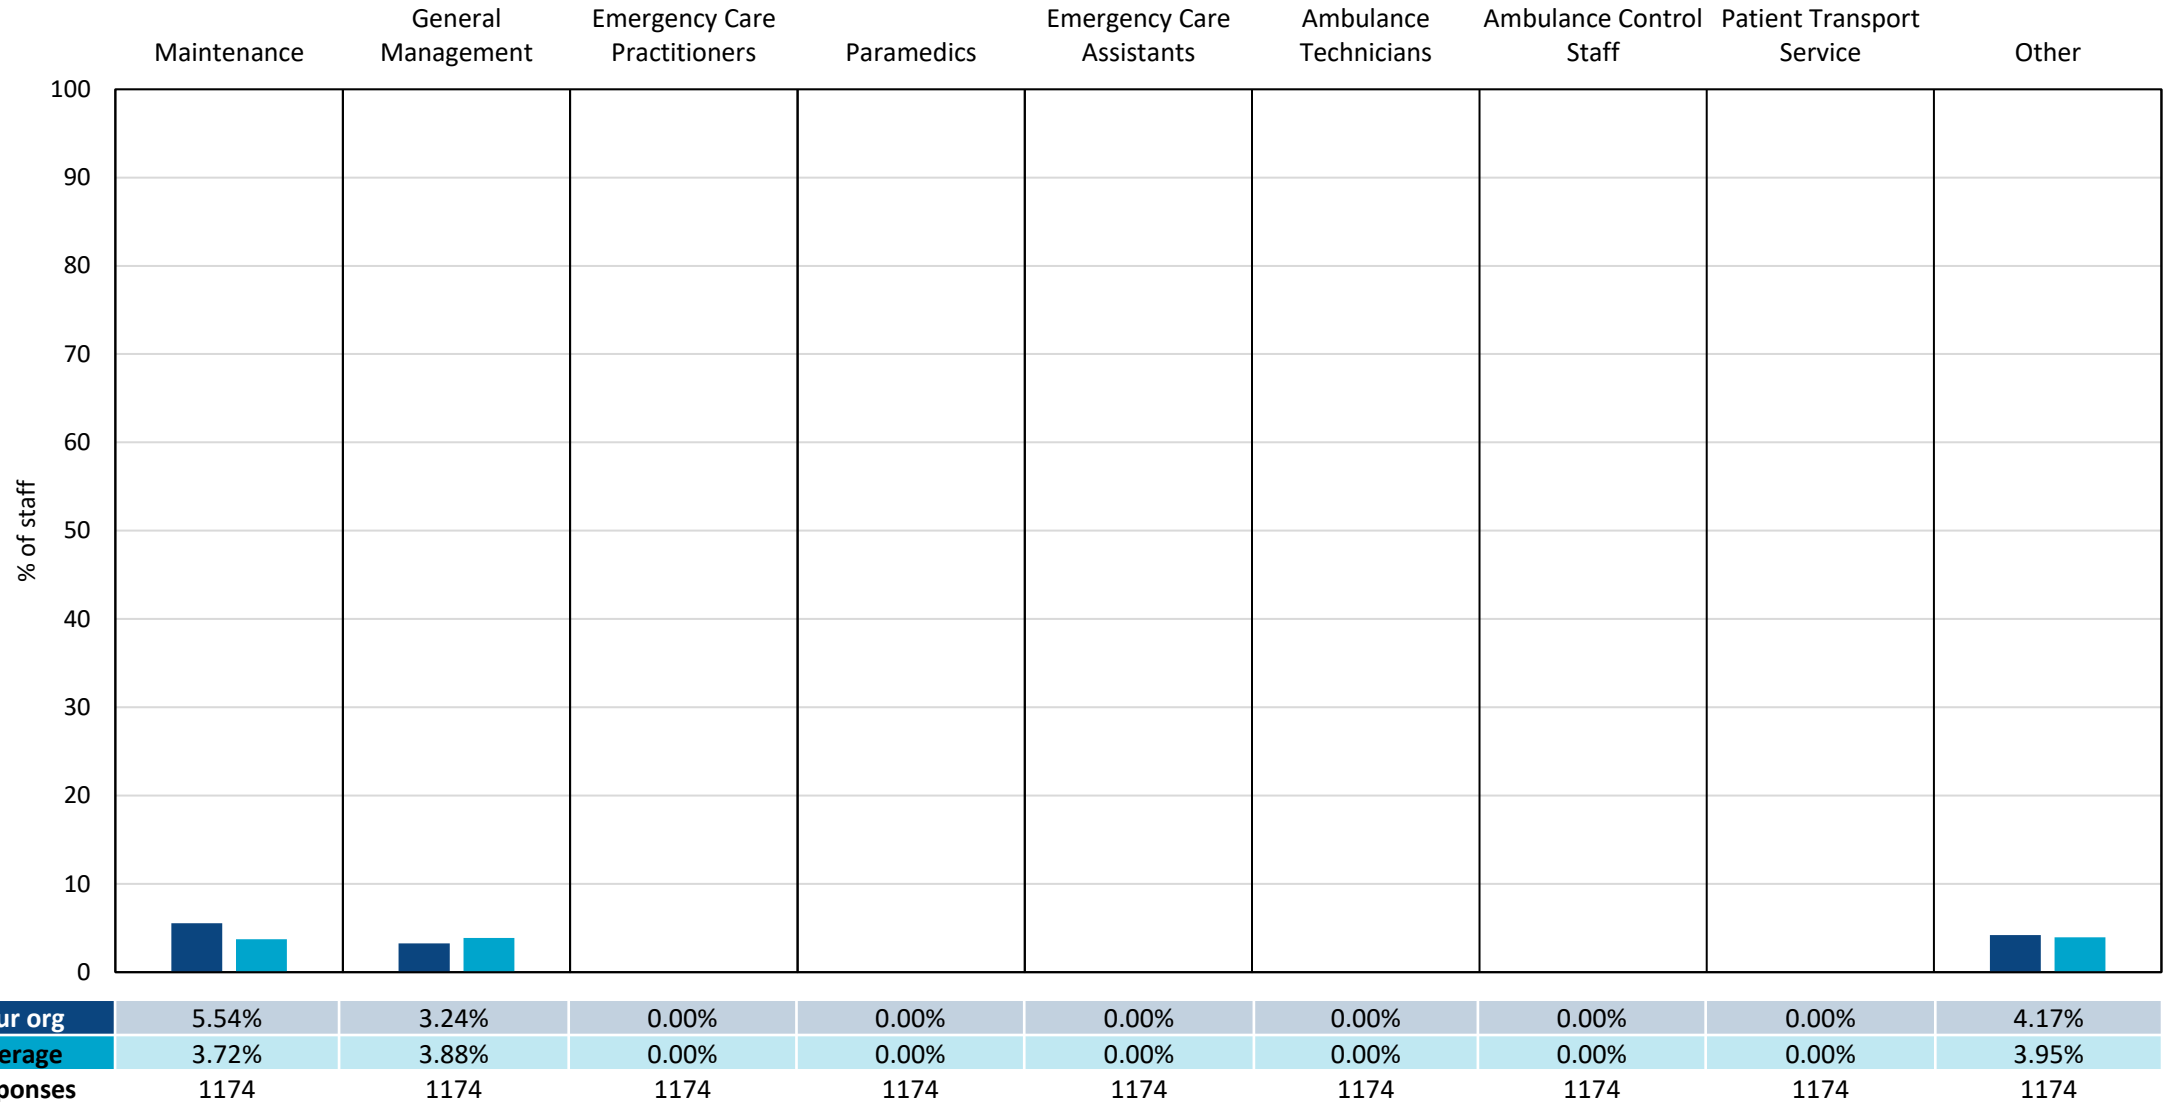 Maintenance
General
Management
Emergency Care
Practitioners
Paramedics
Emergency Care
Assistants
Ambulance
Technicians
Ambulance Control
Staff
Patient Transport
Service
Other
100
90
80
70
60
50
40
30
20
10
0
% of staff
ur org 5.54% 3.24% 0.00% 0.00% 0.00% 0.00% 0.00% 0.00% 4.17%
erage 3.72% 3.88% 0.00% 0.00% 0.00% 0.00% 0.00% 0.00% 3.95%
ponses 1174 1174 1174 1174 1174 1174 1174 1174 1174